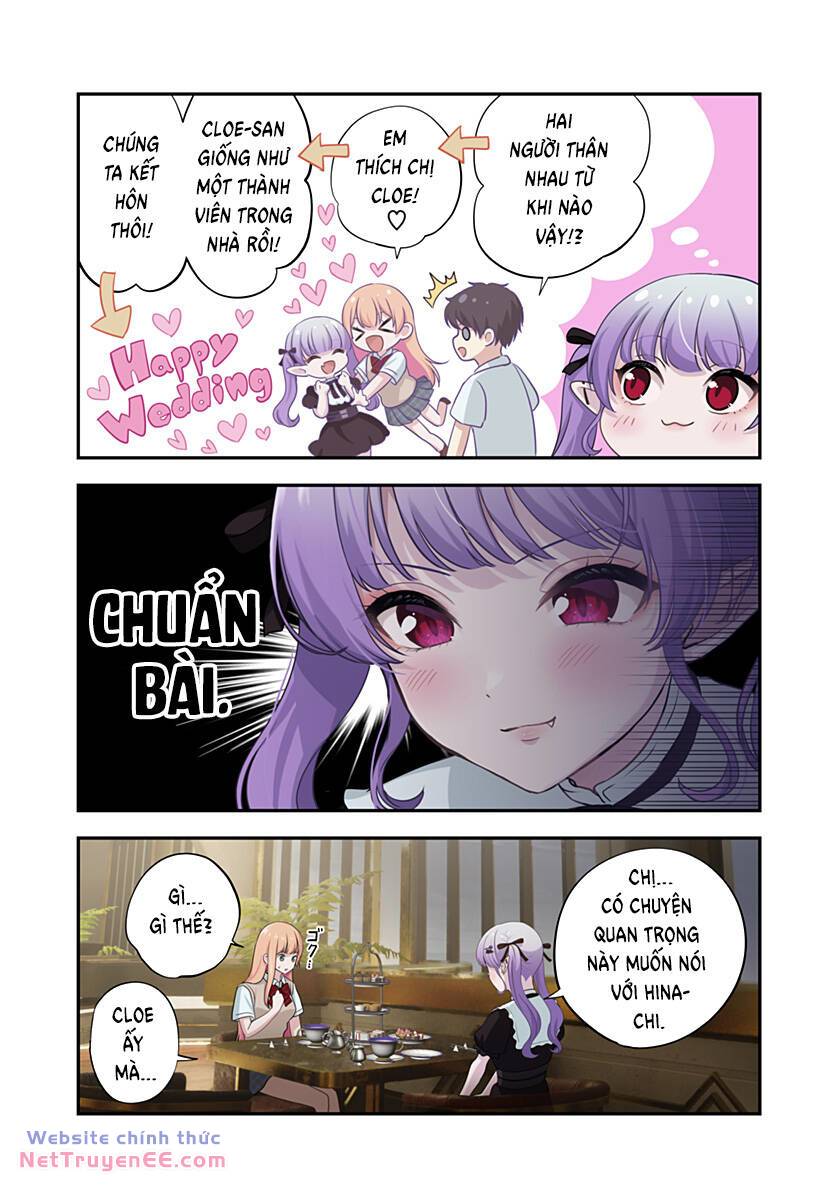 HAI
NGƯỜI THÂN
NHAU TỪ
KHI NÀO
VẬY!?
EM
THÍCH CHỊ
CLOE!
♡
CLOE-SAN
GIỐNG NHƯ
MỘT THÀNH
VIÊN TRONG
NHÀ RỒI!
CHÚNG
TA KẾT
HÔN
THÔI!
Happy
Wedding
CHUẨN
BÀI.
CHỊ...
CÓ CHUYỆN
QUAN TRỌNG
NÀY MUỐN NÓI
VỚI HINA-
CHI.
GÌ...
GÌ THẾ?
ゴク…
CLOE
ẤY
MÀ...
Website chính thức
NetTruyenEE.com